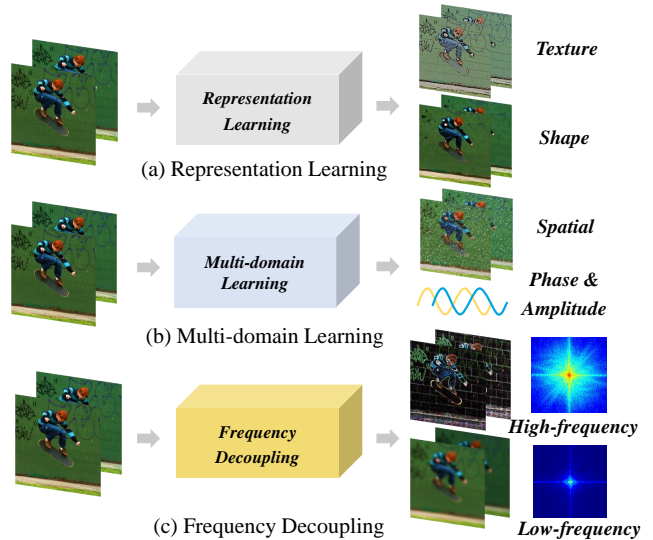 Representation
Learning
Texture
Shape
(a) Representation Learning
Multi-domain
Learning
Spatial
Phase &
Amplitude
(b) Multi-domain Learning
Frequency
Decoupling
High-frequency
Low-frequency
(c) Frequency Decoupling